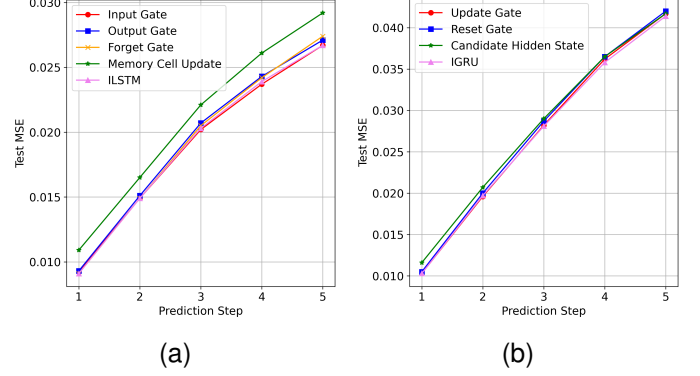 0.030
0.025
0.020
0.015
0.010
Test MSE
Input Gate
Output Gate
Forget Gate
Memory Cell Update
ILSTM
1 2 3 4 5
Prediction Step
(a)
0.040
0.035
0.030
0.025
0.020
0.015
0.010
Test MSE
Update Gate
Reset Gate
Candidate Hidden State
IGRU
1 2 3 4 5
Prediction Step
(b)